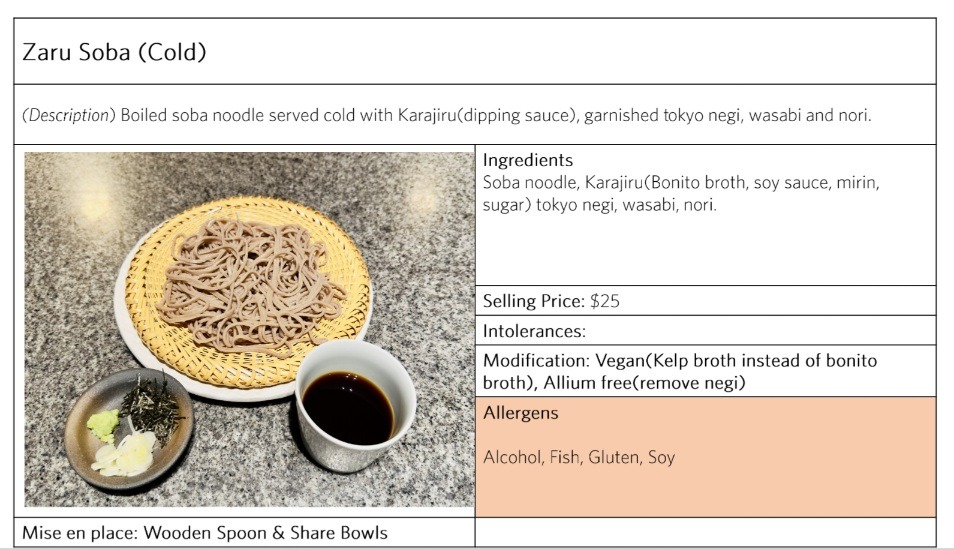 Zaru Soba (Cold)
(Description) Boiled soba noodle served cold with Karajiru(dipping sauce), garnished tokyo negi, wasabi and nori.
Ingredients
Soba noodle, Karajiru(Bonito broth, soy sauce, mirin,
sugar) tokyo negi, wasabi, nori.
Selling Price: $25
Intolerances:
Modification: Vegan(Kelp broth instead of bonito
broth), Allium free(remove negi)
Allergens
Alcohol, Fish, Gluten, Soy
Mise en place: Wooden Spoon & Share Bowls